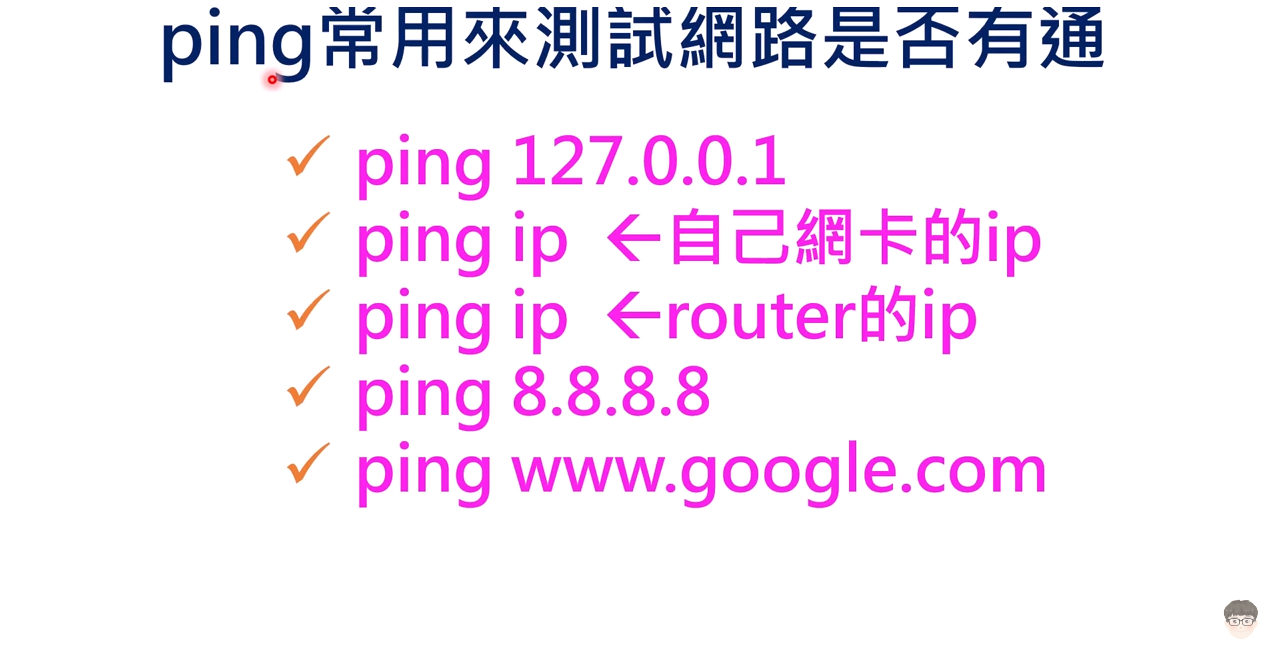 ping常用來測試網路是否有通
✓ ping 127.0.0.1
✓ ping ip ←自己網卡的ip
✓ ping ip ←router的ip
✓ ping 8.8.8.8
✓ ping www.google.com